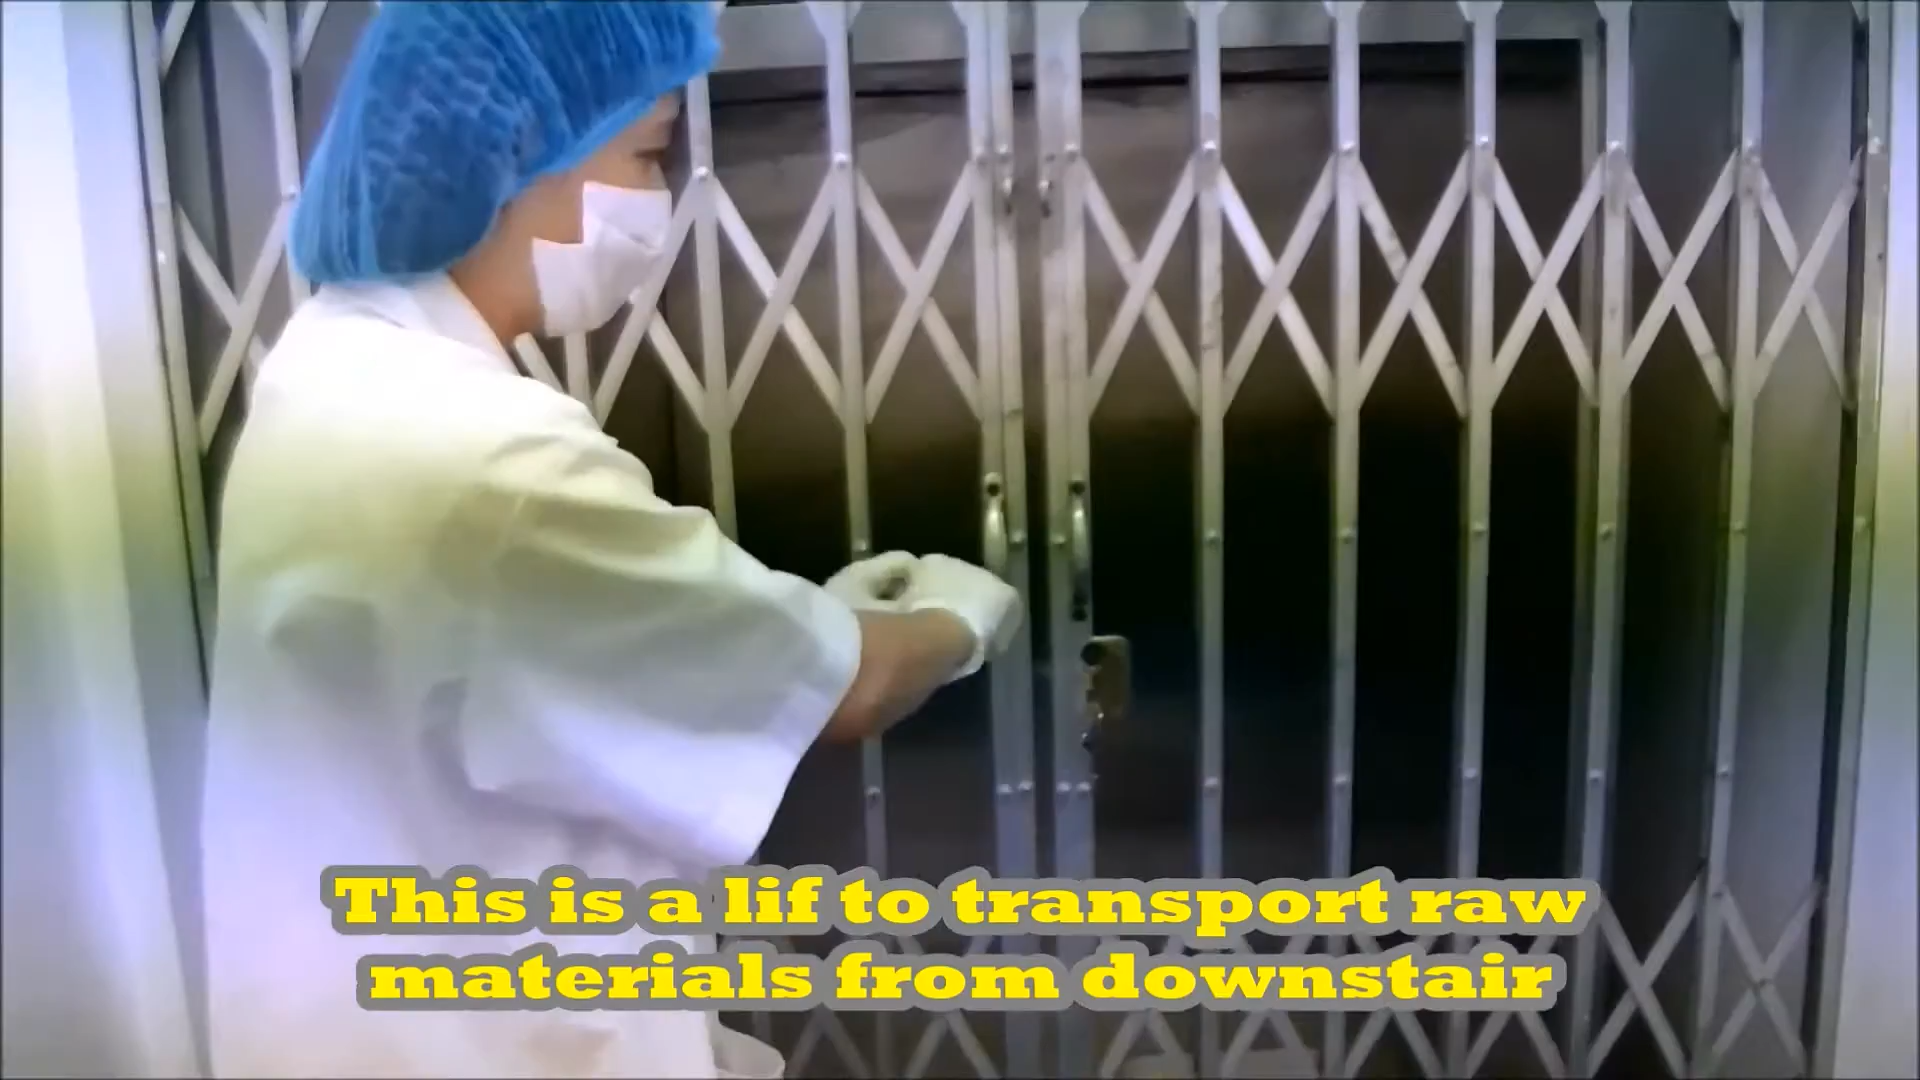 This is a lif to transport raw
materials from downstair